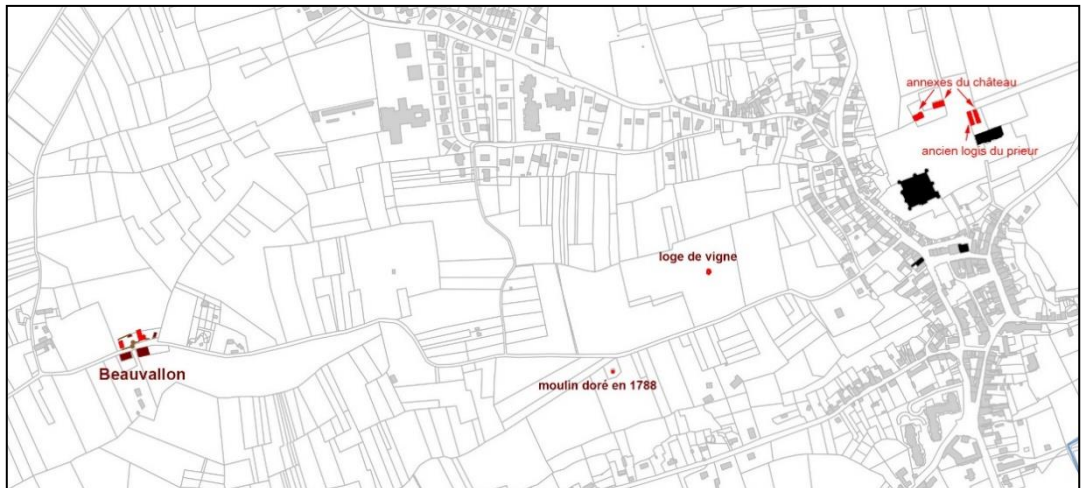 annexes du château
ancien logis du prieur
loge de vigne
Beauvallon
moulin doré en 1788